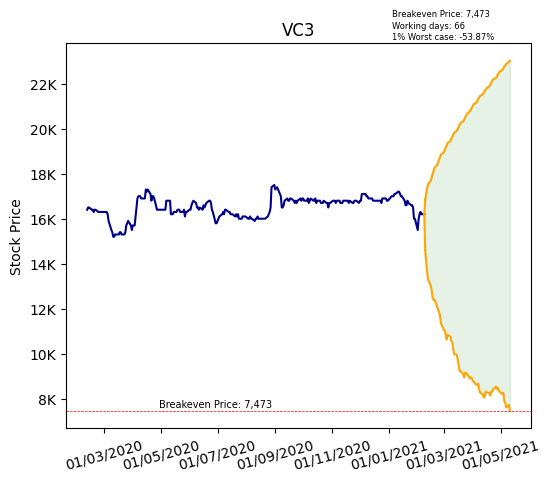 Breakeven Price: 7,473
Working days: 66
1% Worst case: -53.87%
VC3
Stock Price
22K
20K
18K
16K
14K
12K
10K
8K
Breakeven Price: 7,473
01/03/2020
01/05/2020
01/07/2020
01/09/2020
01/11/2020
01/01/2021
01/03/2021
01/05/2021